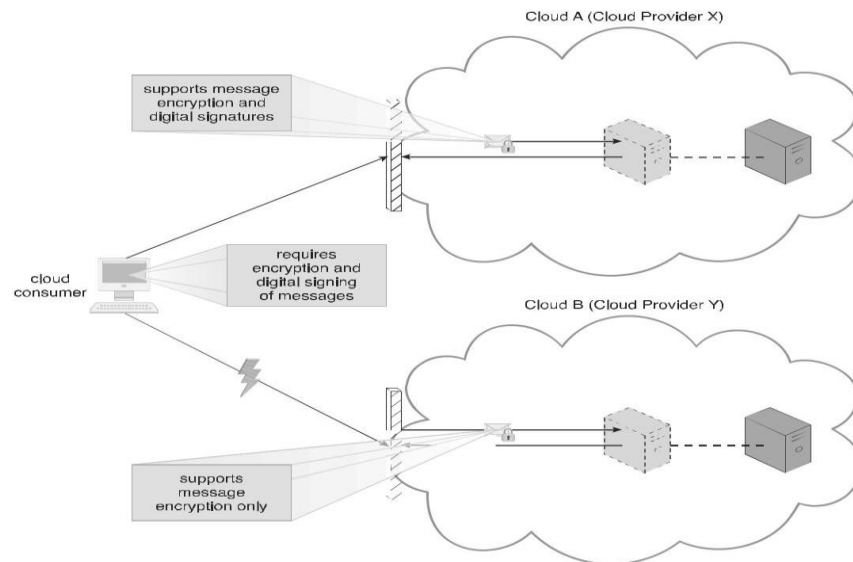 Cloud A (Cloud Provider X)
supports message
encryption and
digital signatures
cloud
consumer
requires
encryption and
digital signing
of messages
Cloud B (Cloud Provider Y)
supports
message
encryption only